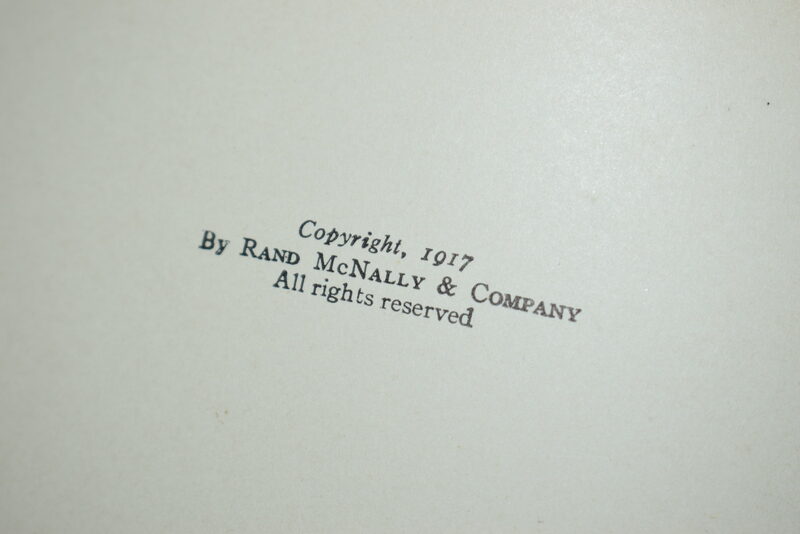 Copyright, 1917
By RAND MCNALLY & COMPANY
All rights reserved